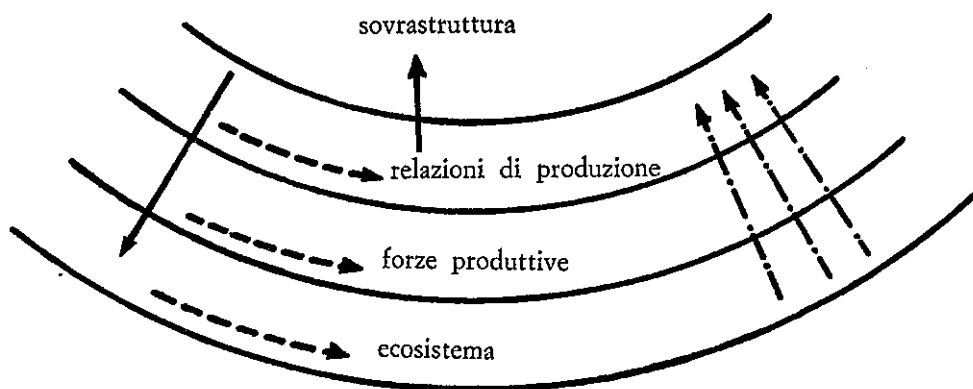 sovrastruttura
relazioni di produzione
forze produttive
ecosistema